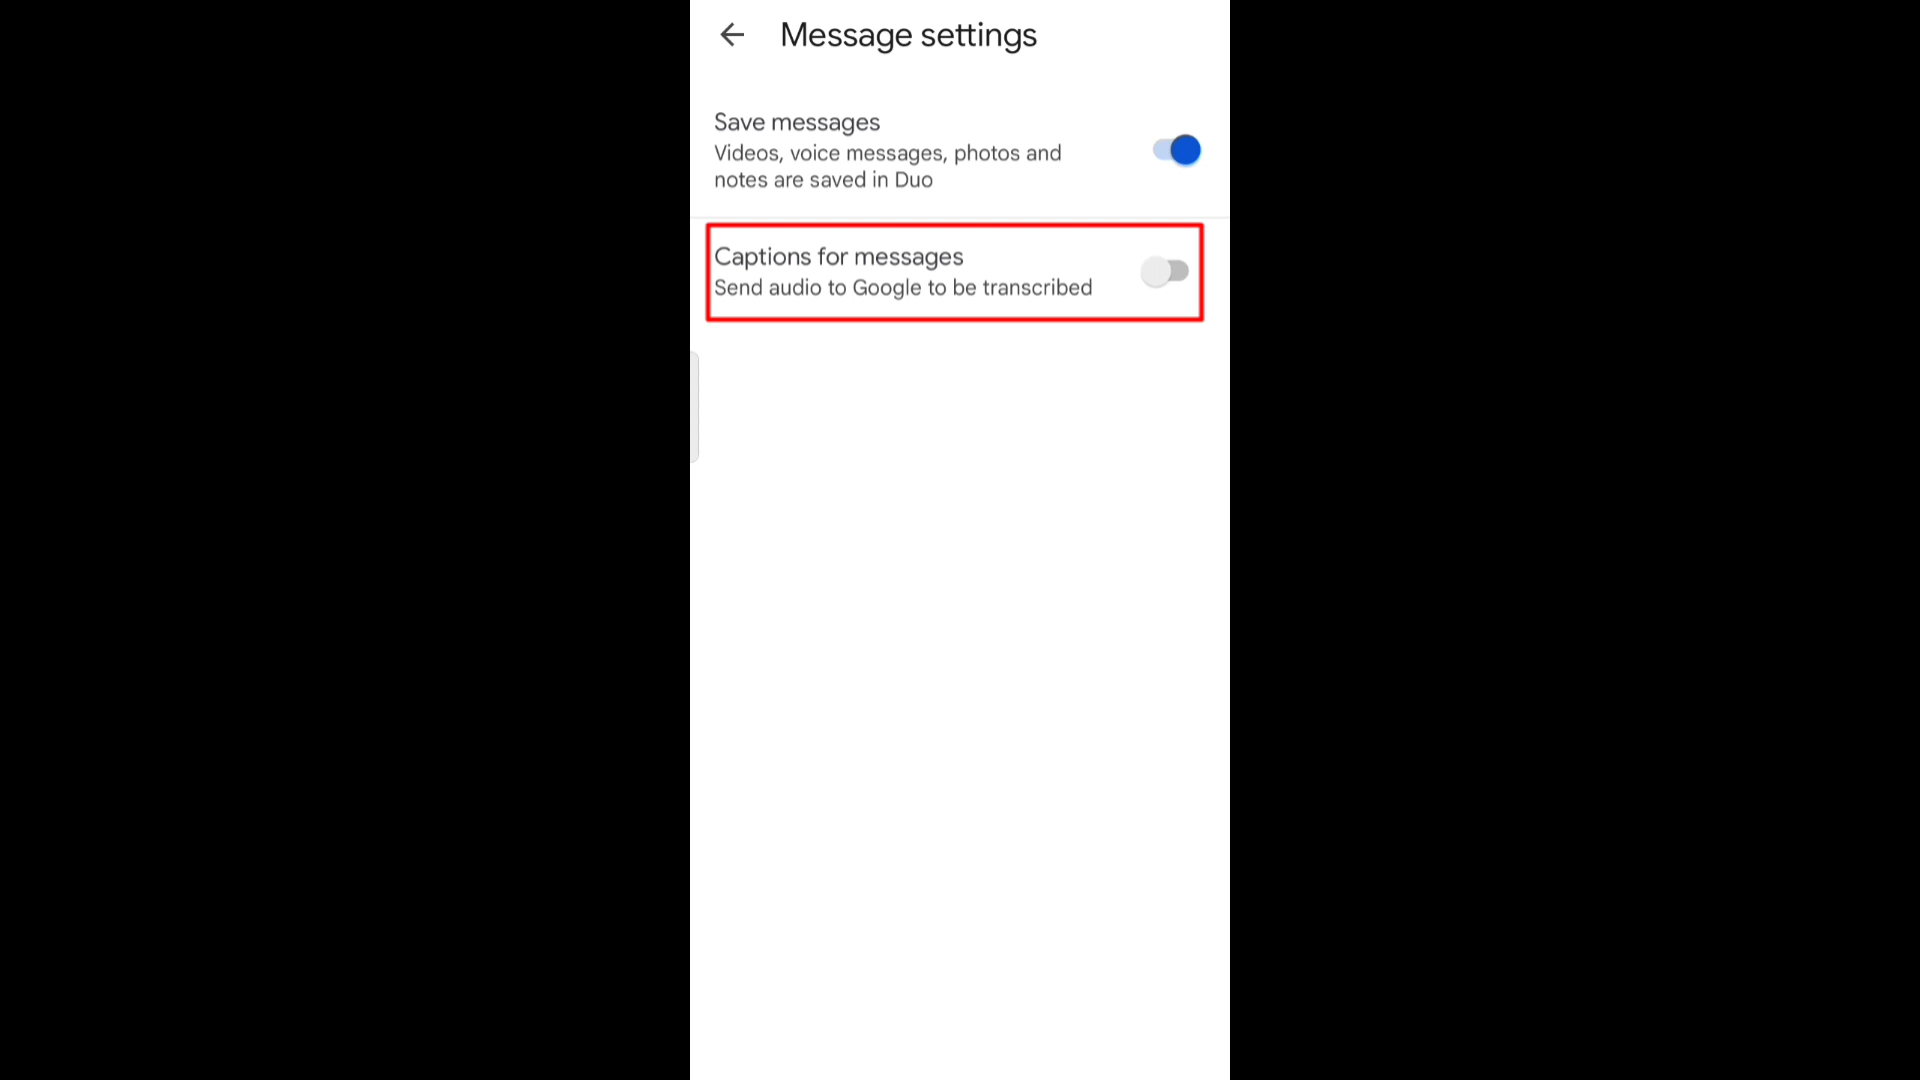 Message settings
Save messages
Videos, voice messages, photos and
notes are saved in Duo
Captions for messages
Send audio to Google to be transcribed